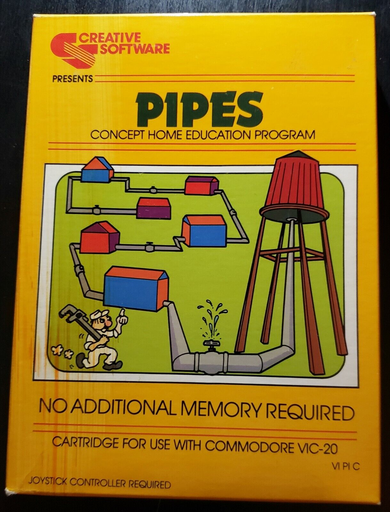 CREATIVE
SOFTWARE
PRESENTS
PIPES
CONCEPT HOME EDUCATION PROGRAM
NO ADDITIONAL MEMORY REQUIRED
CARTRIDGE FOR USE WITH COMMODORE VIC-20
VI PI C
JOYSTICK CONTROLLER REQUIRED